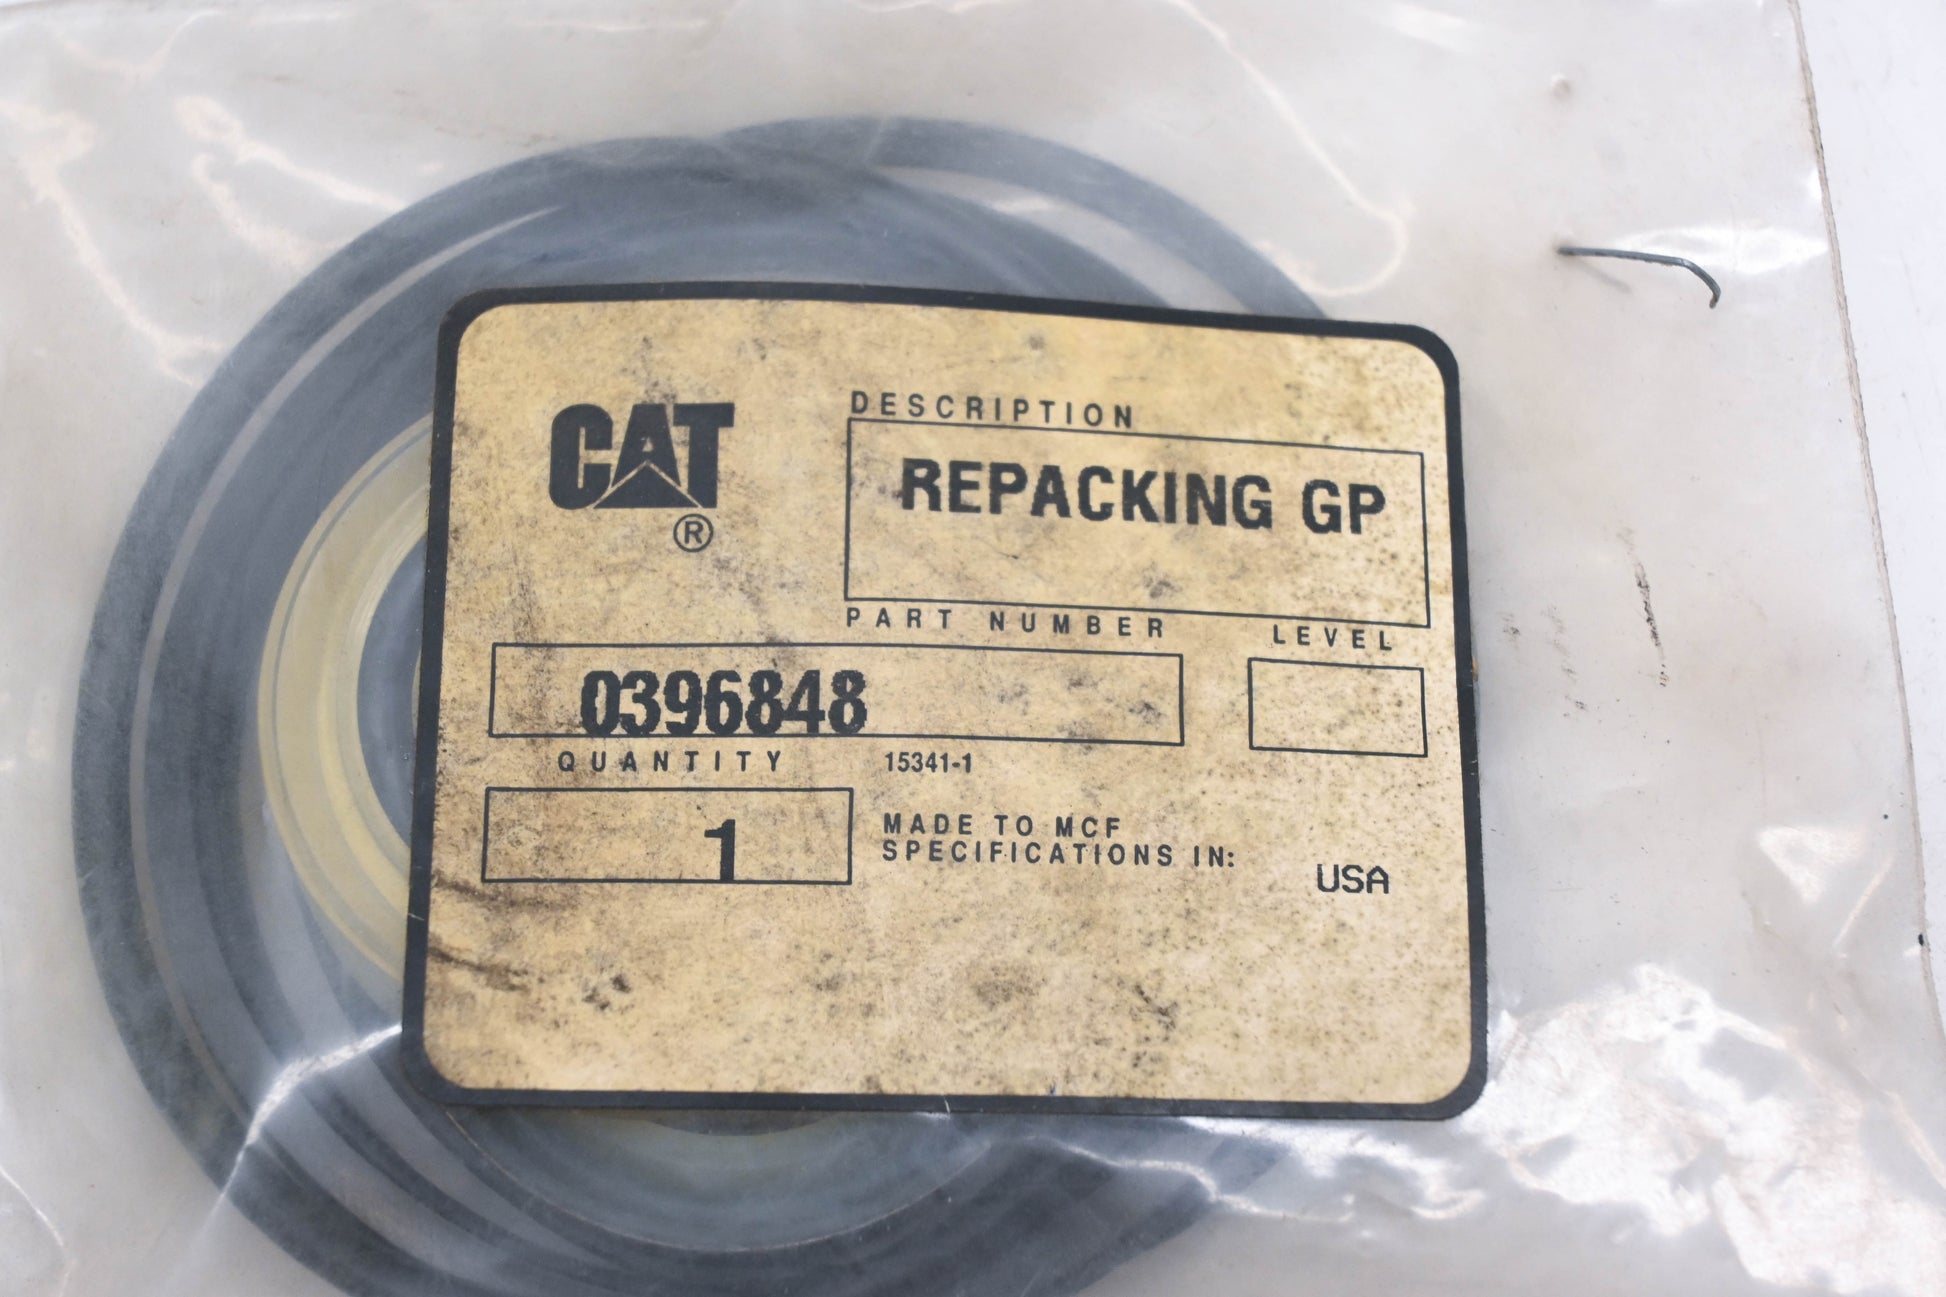 CAT
®
DESCRIPTION
REPACKING GP
PART NUMBER
LEVEL
0396848
QUANTITY
15341-1
1
MADE TO MCF
SPECIFICATIONS IN:
USA